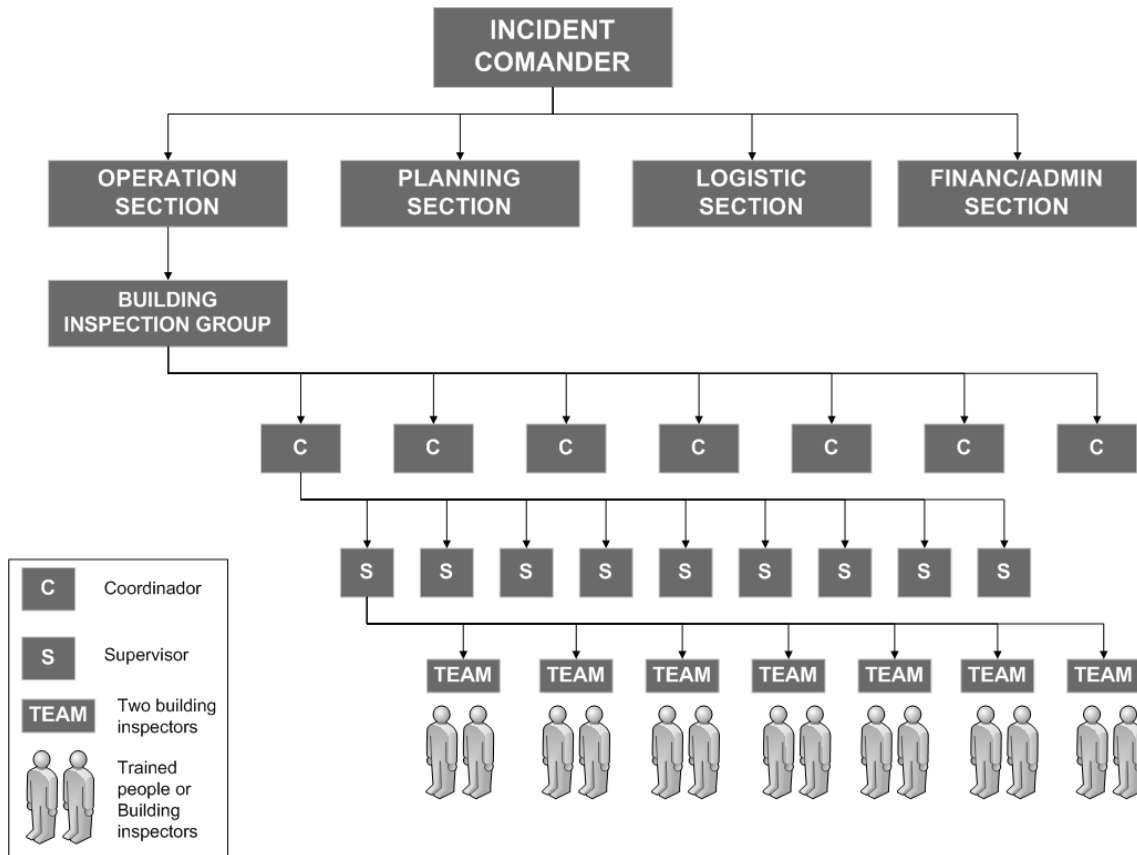 INCIDENT
COMANDER
OPERATION
SECTION
PLANNING
SECTION
LOGISTIC
SECTION
FINANC/ADMIN
SECTION
BUILDING
INSPECTION GROUP
C
C
C
C
C
C
C
S
S
S
S
S
S
S
S
S
TEAM
TEAM
TEAM
TEAM
TEAM
TEAM
TEAM
C
Coordinador
S
Supervisor
TEAM
Two building
inspectors
Trained
people or
Building
inspectors